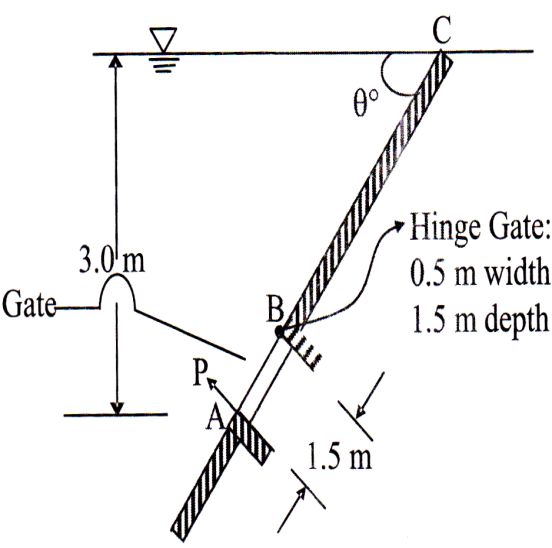 C
θ°
Hinge Gate:
0.5 m width
1.5 m depth
3.0 m
Gate
B
P
A
1.5 m